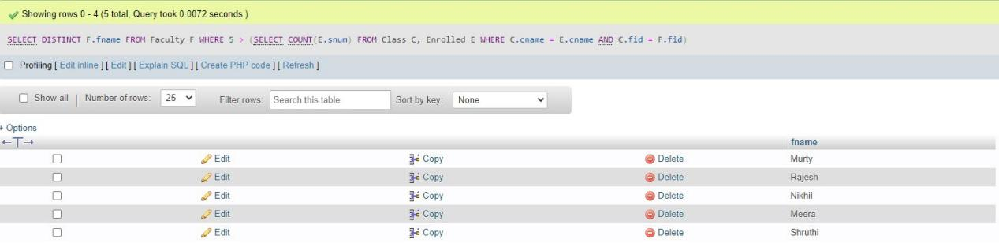 Showing rows 0 - 4 (5 total, Query took 0.0072 seconds.)
SELECT DISTINCT F.fname FROM Faculty F WHERE 5 > (SELECT COUNT(E.snum) FROM Class C, Enrolled E WHERE C.cname = E.cname AND C.fid = F.fid)
Profiling [ Edit inline ] [ Edit ] [ Explain SQL ] [ Create PHP code ] [ Refresh ]
Show all | Number of rows: 25 Filter rows: Search this table Sort by key: None
+ Options
←T→ fname
Edit Copy Delete Murty
Edit Copy Delete Rajesh
Edit Copy Delete Nikhil
Edit Copy Delete Meera
Edit Copy Delete Shruthi